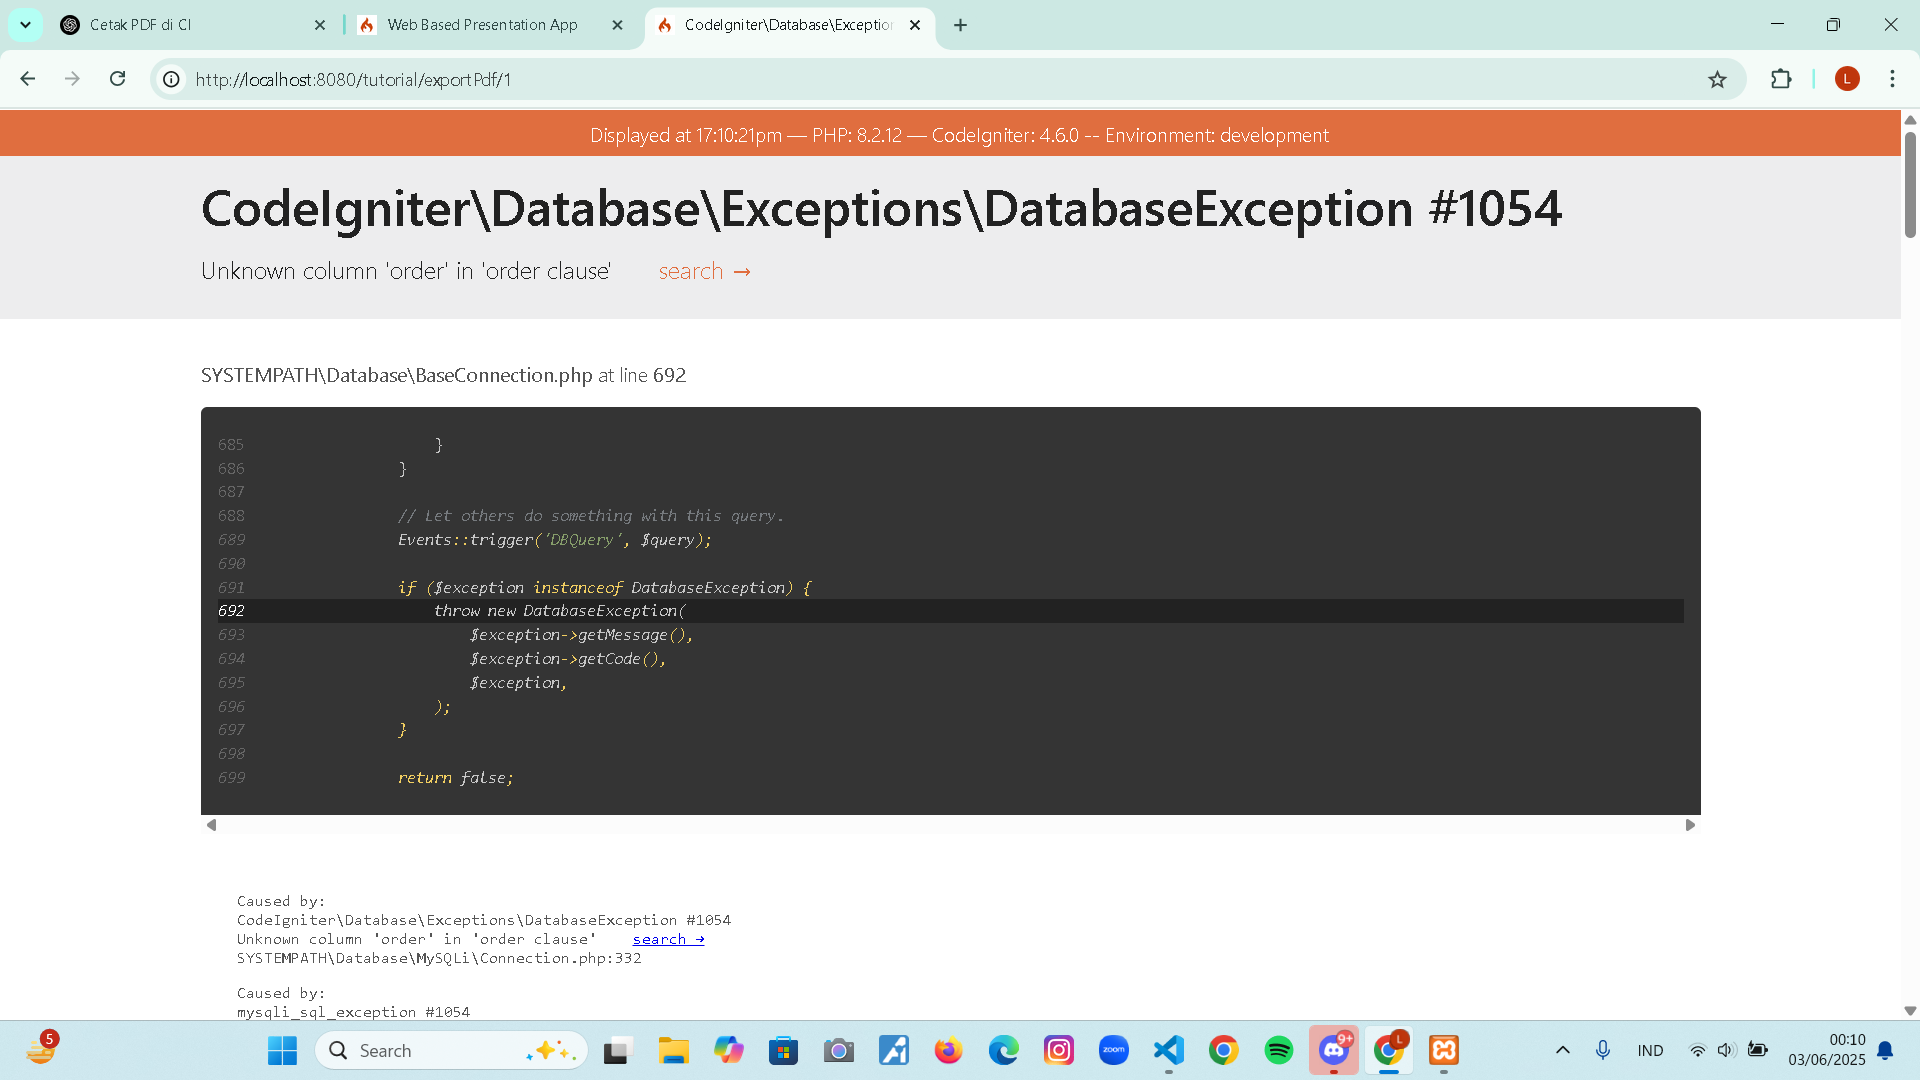 Cetak PDF di CI
Web Based Presentation App
CodeIgniter\Database\Exception
http://localhost:8080/tutorial/exportPdf/1
L
Displayed at 17:10:21pm — PHP: 8.2.12 — CodeIgniter: 4.6.0 -- Environment: development
CodeIgniter\Database\Exceptions\DatabaseException #1054
Unknown column 'order' in 'order clause' search →
SYSTEMPATH\Database\BaseConnection.php at line 692
685 }
686 }
687
688 // Let others do something with this query.
689 Events::trigger('DBQuery', $query);
690
691 if ($exception instanceof DatabaseException) {
692 throw new DatabaseException(
693 $exception->getMessage(),
694 $exception->getCode(),
695 $exception,
696 );
697 }
698
699 return false;
Caused by:
CodeIgniter\Database\Exceptions\DatabaseException #1054
Unknown column 'order' in 'order clause' search →
SYSTEMPATH\Database\MySQLi\Connection.php:332
Caused by:
mysqli_sql_exception #1054
5
Search
zoom
9+
L
IND
00:10
03/06/2025